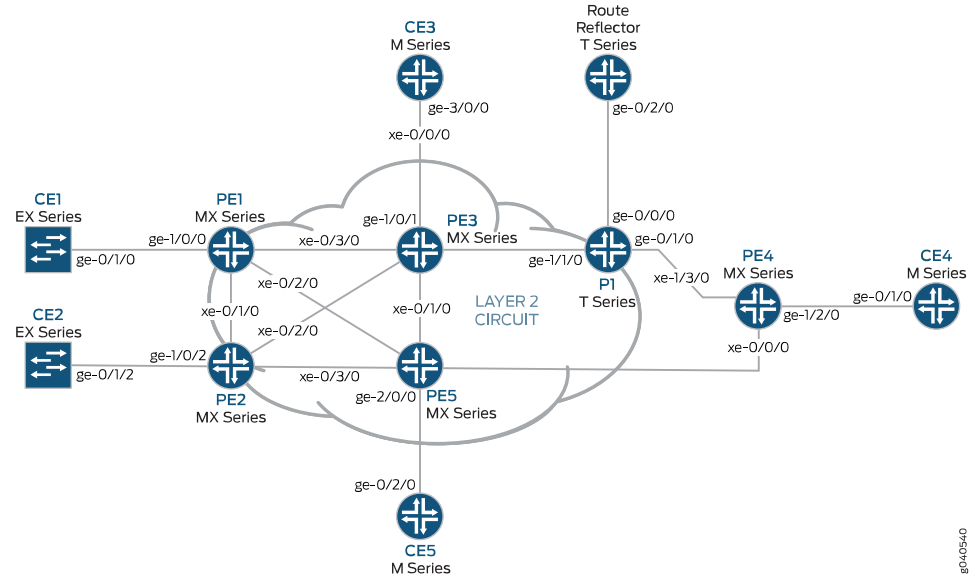 CE3
M Series
ge-3/0/0
xe-0/0/0
Route
Reflector
T Series
ge-0/2/0
CE1
EX Series
ge-0/1/0
PE1
MX Series
ge-1/0/0
xe-0/3/0
xe-0/2/0
xe-0/1/0
ge-1/0/1
PE3
MX Series
ge-1/1/0
xe-0/1/0
ge-0/0/0
ge-0/1/0
P1
T Series
xe-1/3/0
PE4
MX Series
ge-1/2/0
xe-0/0/0
CE4
M Series
ge-0/1/0
LAYER 2
CIRCUIT
CE2
EX Series
ge-0/1/2
ge-1/0/2
xe-0/2/0
xe-0/3/0
PE2
MX Series
ge-2/0/0
PE5
MX Series
ge-0/2/0
CE5
M Series
g040540